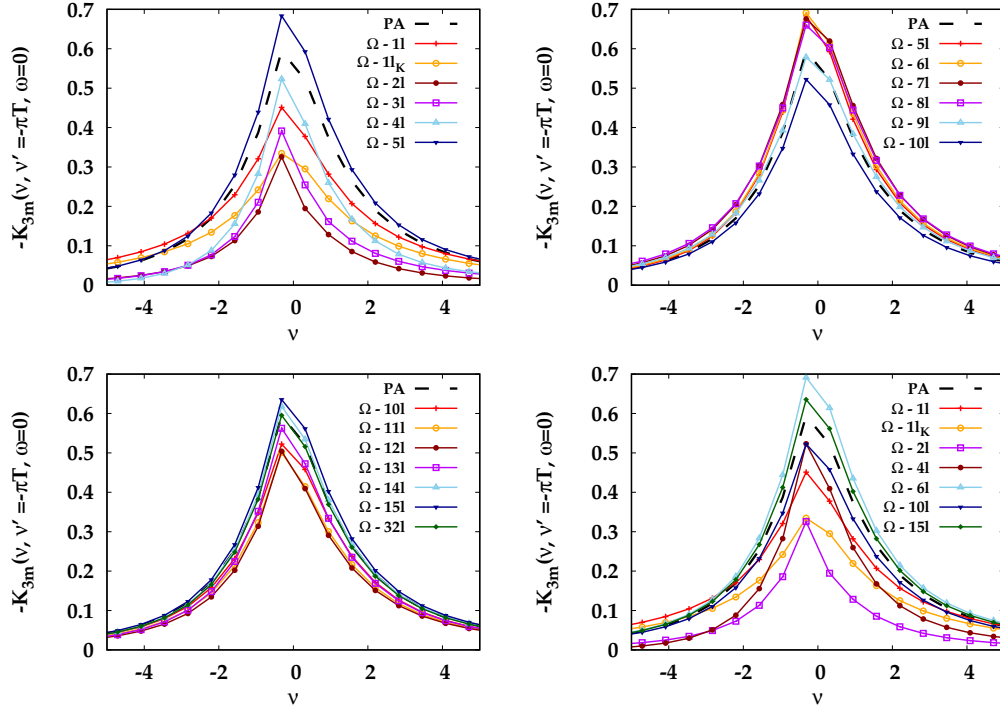 -K3m(ν, ν′ =-πT, ω=0)
0.7
0.6
0.5
0.4
0.3
0.2
0.1
0
-4
-2
0
2
4
ν
PA
Ω - 1l
Ω - 1lK
Ω - 2l
Ω - 3l
Ω - 4l
Ω - 5l
-K3m(ν, ν′ =-πT, ω=0)
0.7
0.6
0.5
0.4
0.3
0.2
0.1
0
-4
-2
0
2
4
ν
PA
Ω - 5l
Ω - 6l
Ω - 7l
Ω - 8l
Ω - 9l
Ω - 10l
-K3m(ν, ν′=-πT, ω=0)
0.7
0.6
0.5
0.4
0.3
0.2
0.1
0
-4
-2
0
2
4
ν
PA
Ω - 10l
Ω - 11l
Ω - 12l
Ω - 13l
Ω - 14l
Ω - 15l
Ω - 32l
-K3m(ν, ν′=-πT, ω=0)
0.7
0.6
0.5
0.4
0.3
0.2
0.1
0
-4
-2
0
2
4
ν
PA
Ω - 1l
Ω - 1lK
Ω - 2l
Ω - 4l
Ω - 6l
Ω - 10l
Ω - 15l